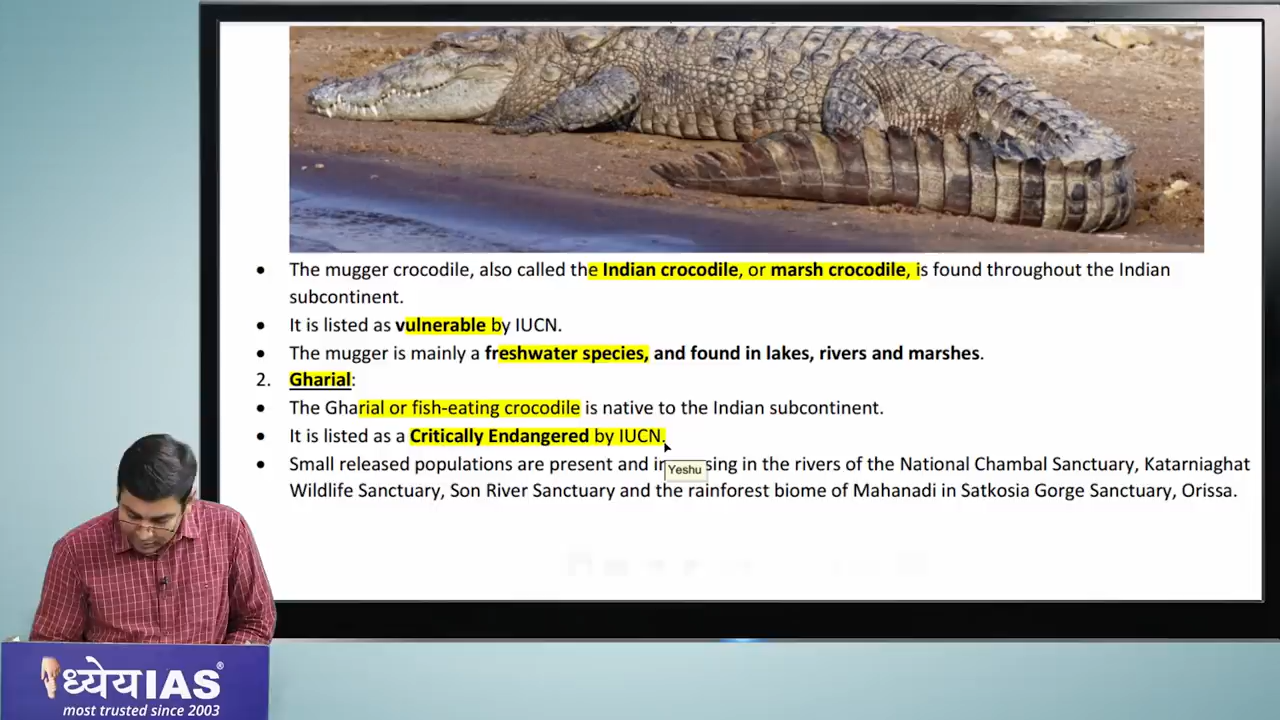 • The mugger crocodile, also called the Indian crocodile, or marsh crocodile, is found throughout the Indian
subcontinent.
• It is listed as vulnerable by IUCN.
• The mugger is mainly a freshwater species, and found in lakes, rivers and marshes.
2. Gharial:
• The Gharial or fish-eating crocodile is native to the Indian subcontinent.
• It is listed as a Critically Endangered by IUCN.
Yeshu
• Small released populations are present and in sing in the rivers of the National Chambal Sanctuary, Katarniaghat
Wildlife Sanctuary, Son River Sanctuary and the rainforest biome of Mahanadi in Satkosia Gorge Sanctuary, Orissa.
ध्येय IAS®
most trusted since 2003